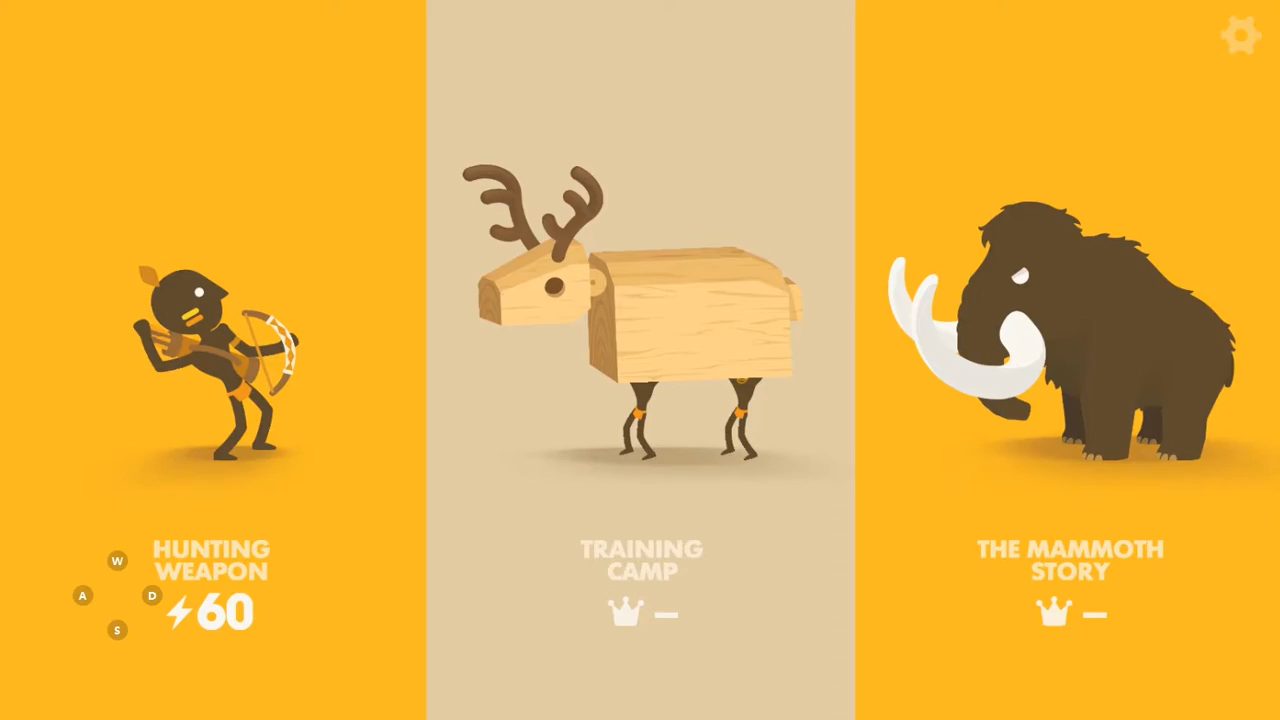 HUNTING
WEAPON
60
TRAINING
CAMP
–
THE MAMMOTH
STORY
–
W
A
D
S